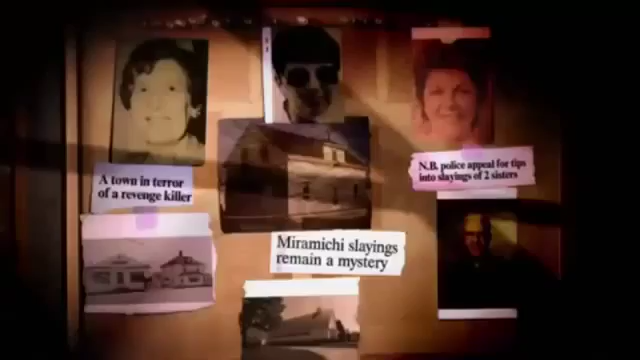 A town in terror
of a revenge killer
N.B. police appeal for tips
into slayings of 2 sisters
Miramichi slayings
remain a mystery